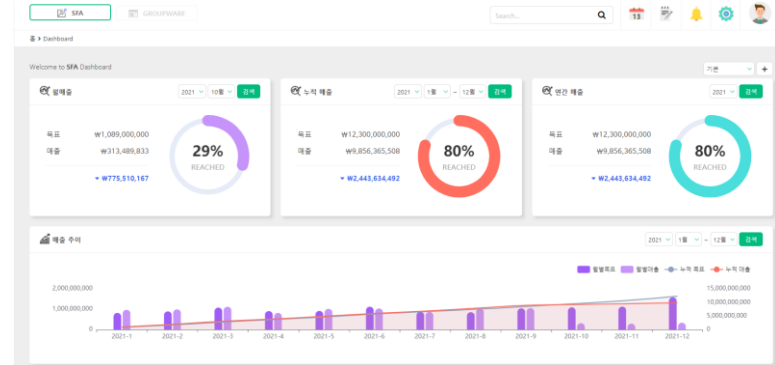 SFA
GROUPWARE
Search...
13
홈 > Dashboard
Welcome to SFA Dashboard
기본
+
월매출
2021 10월 검색
목표 ₩1,089,000,000
매출 ₩313,489,833
▼ ₩775,510,167
29%
REACHED
누적 매출
2021 1월 ~ 12월 검색
목표 ₩12,300,000,000
매출 ₩9,856,365,508
▼ ₩2,443,634,492
80%
REACHED
연간 매출
2021 검색
목표 ₩12,300,000,000
매출 ₩9,856,365,508
▼ ₩2,443,634,492
80%
REACHED
매출 추이
2021 1월 ~ 12월 검색
월별목표 월별매출 누적 목표 누적 매출
2,000,000,000
1,000,000,000
0
15,000,000,000
10,000,000,000
5,000,000,000
0
2021-1 2021-2 2021-3 2021-4 2021-5 2021-6 2021-7 2021-8 2021-9 2021-10 2021-11 2021-12